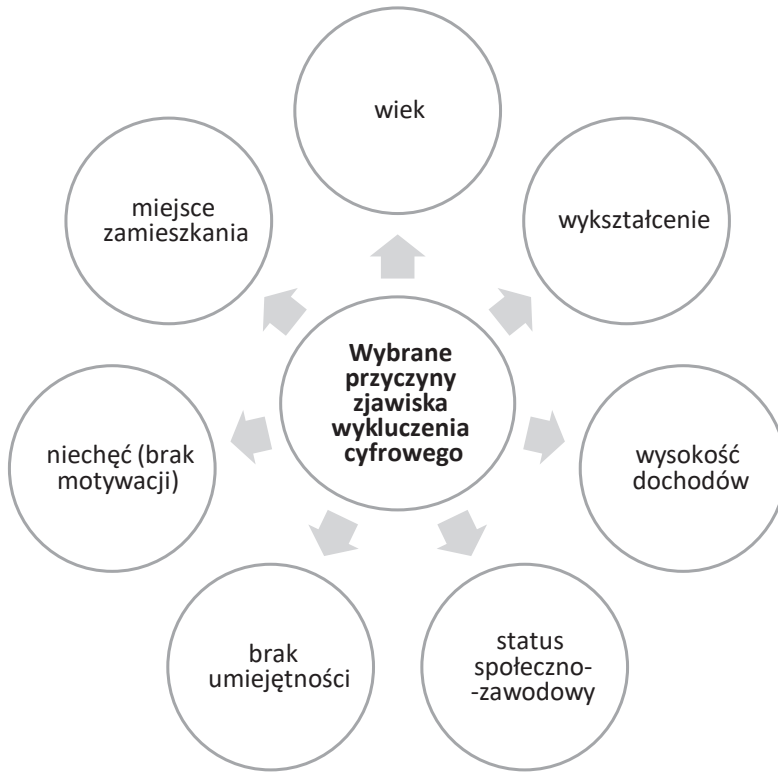 wiek
wykształcenie
wysokość
dochodów
status
społeczno-
-zawodowy
brak
umiejętności
niechęć (brak
motywacji)
miejsce
zamieszkania
Wybrane
przyczyny
zjawiska
wykluczenia
cyfrowego